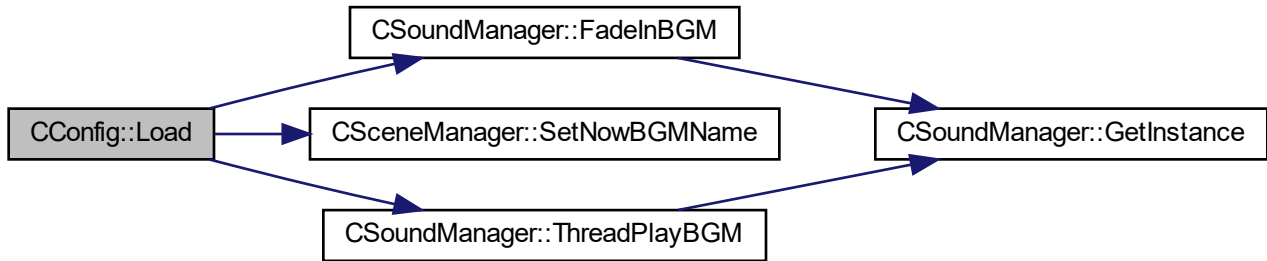 CSoundManager::FadeInBGM
CConfig::Load
CSceneManager::SetNowBGMName
CSoundManager::GetInstance
CSoundManager::ThreadPlayBGM